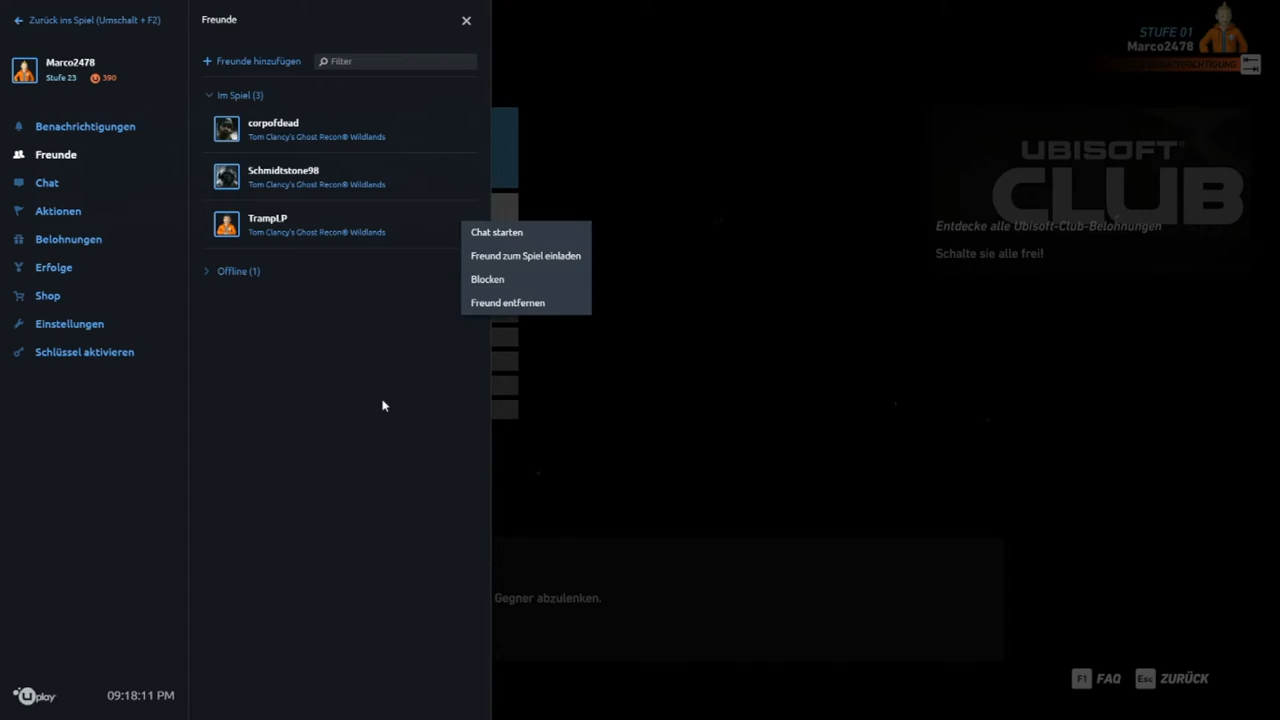 Zurück ins Spiel (Umschalt + F2)
Marco2478
Stufe 23
390
Benachrichtigungen
Freunde
Chat
Aktionen
Belohnungen
Erfolge
Shop
Einstellungen
Schlüssel aktivieren
uplay
09:18:11 PM
Freunde
Freunde hinzufügen
Filter
Im Spiel (3)
corpofdead
Tom Clancy's Ghost Recon® Wildlands
Schmidtstone98
Tom Clancy's Ghost Recon® Wildlands
TrampLP
Tom Clancy's Ghost Recon® Wildlands
Offline (1)
Chat starten
Freund zum Spiel einladen
Blocken
Freund entfernen
STUFE 01
Marco2478
UBISOFT
CLUB
Entdecke alle Ubisoft-Club-Belohnungen
Schalte sie alle frei!
Gegner abzulenken.
F1 FAQ Esc ZURÜCK